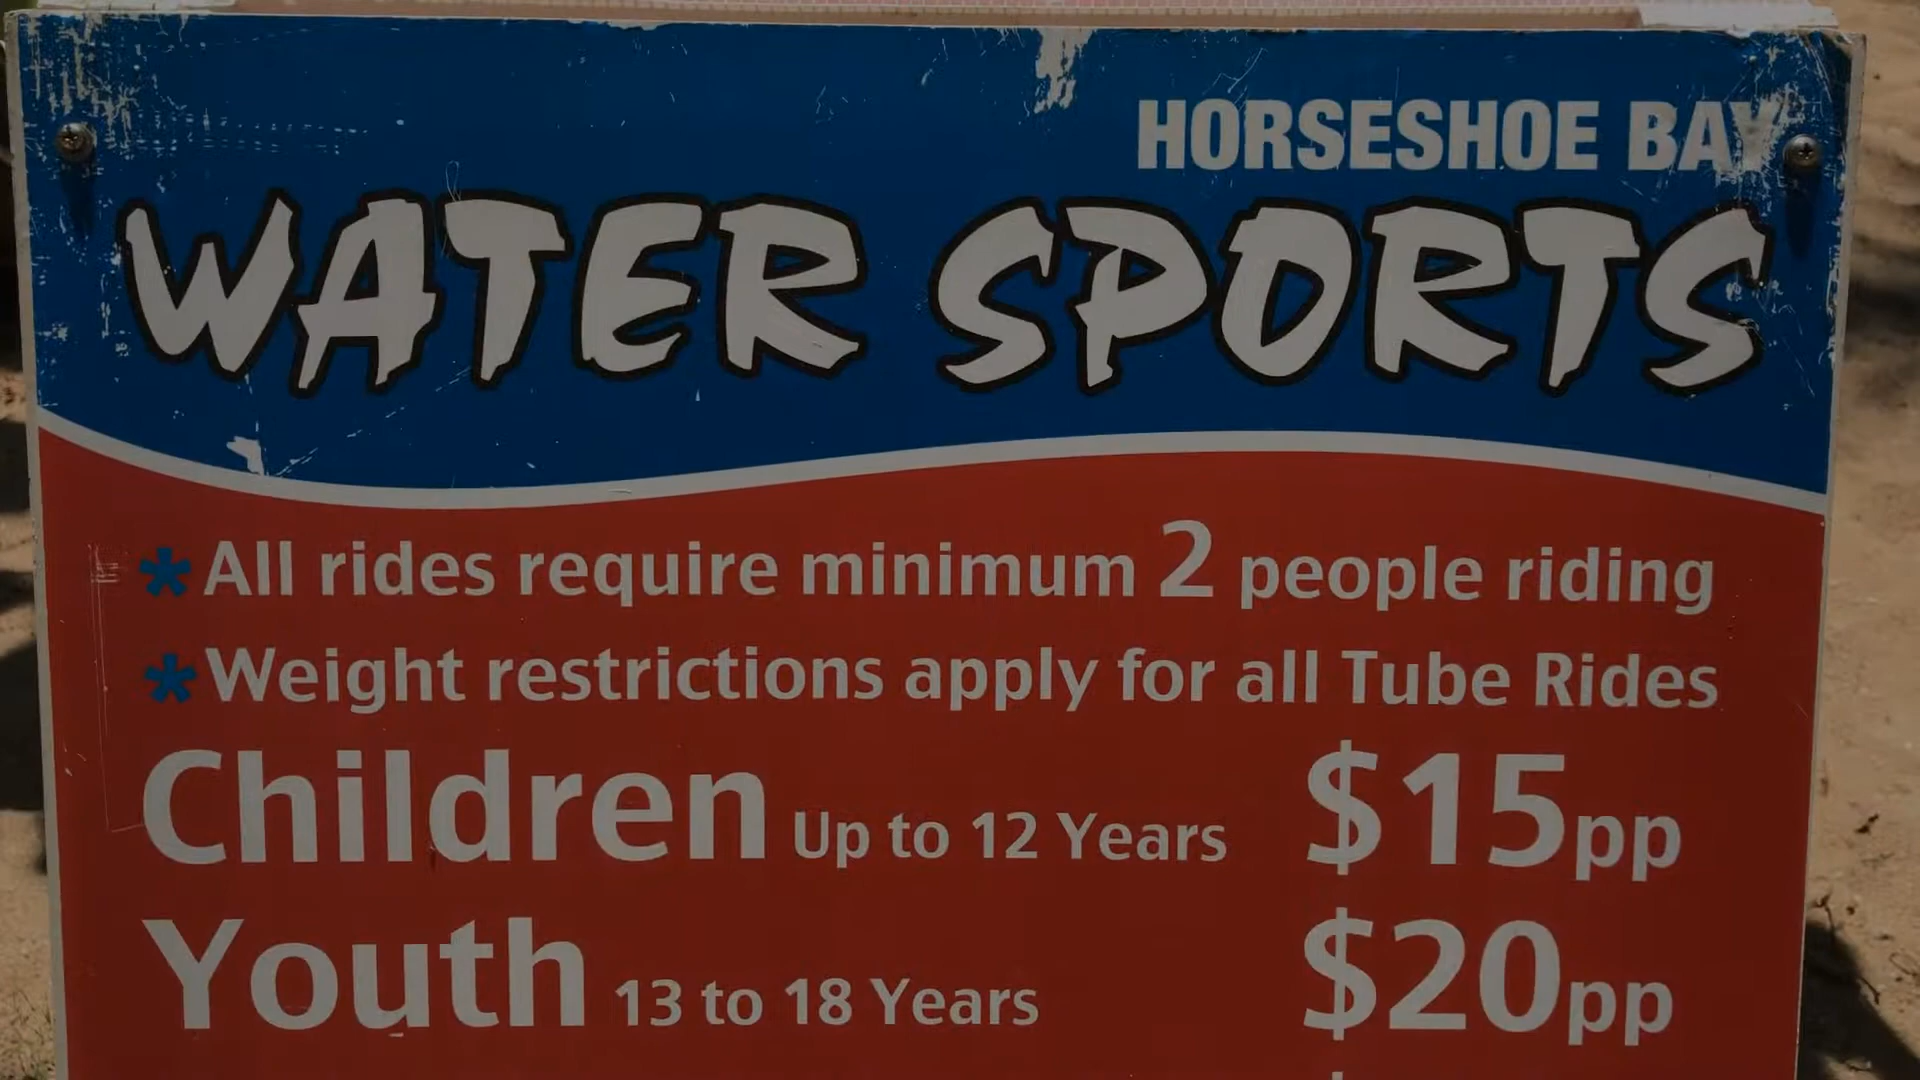 HORSESHOE BAY
WATER SPORTS
* All rides require minimum 2 people riding
* Weight restrictions apply for all Tube Rides
Children Up to 12 Years $15pp
Youth 13 to 18 Years $20pp